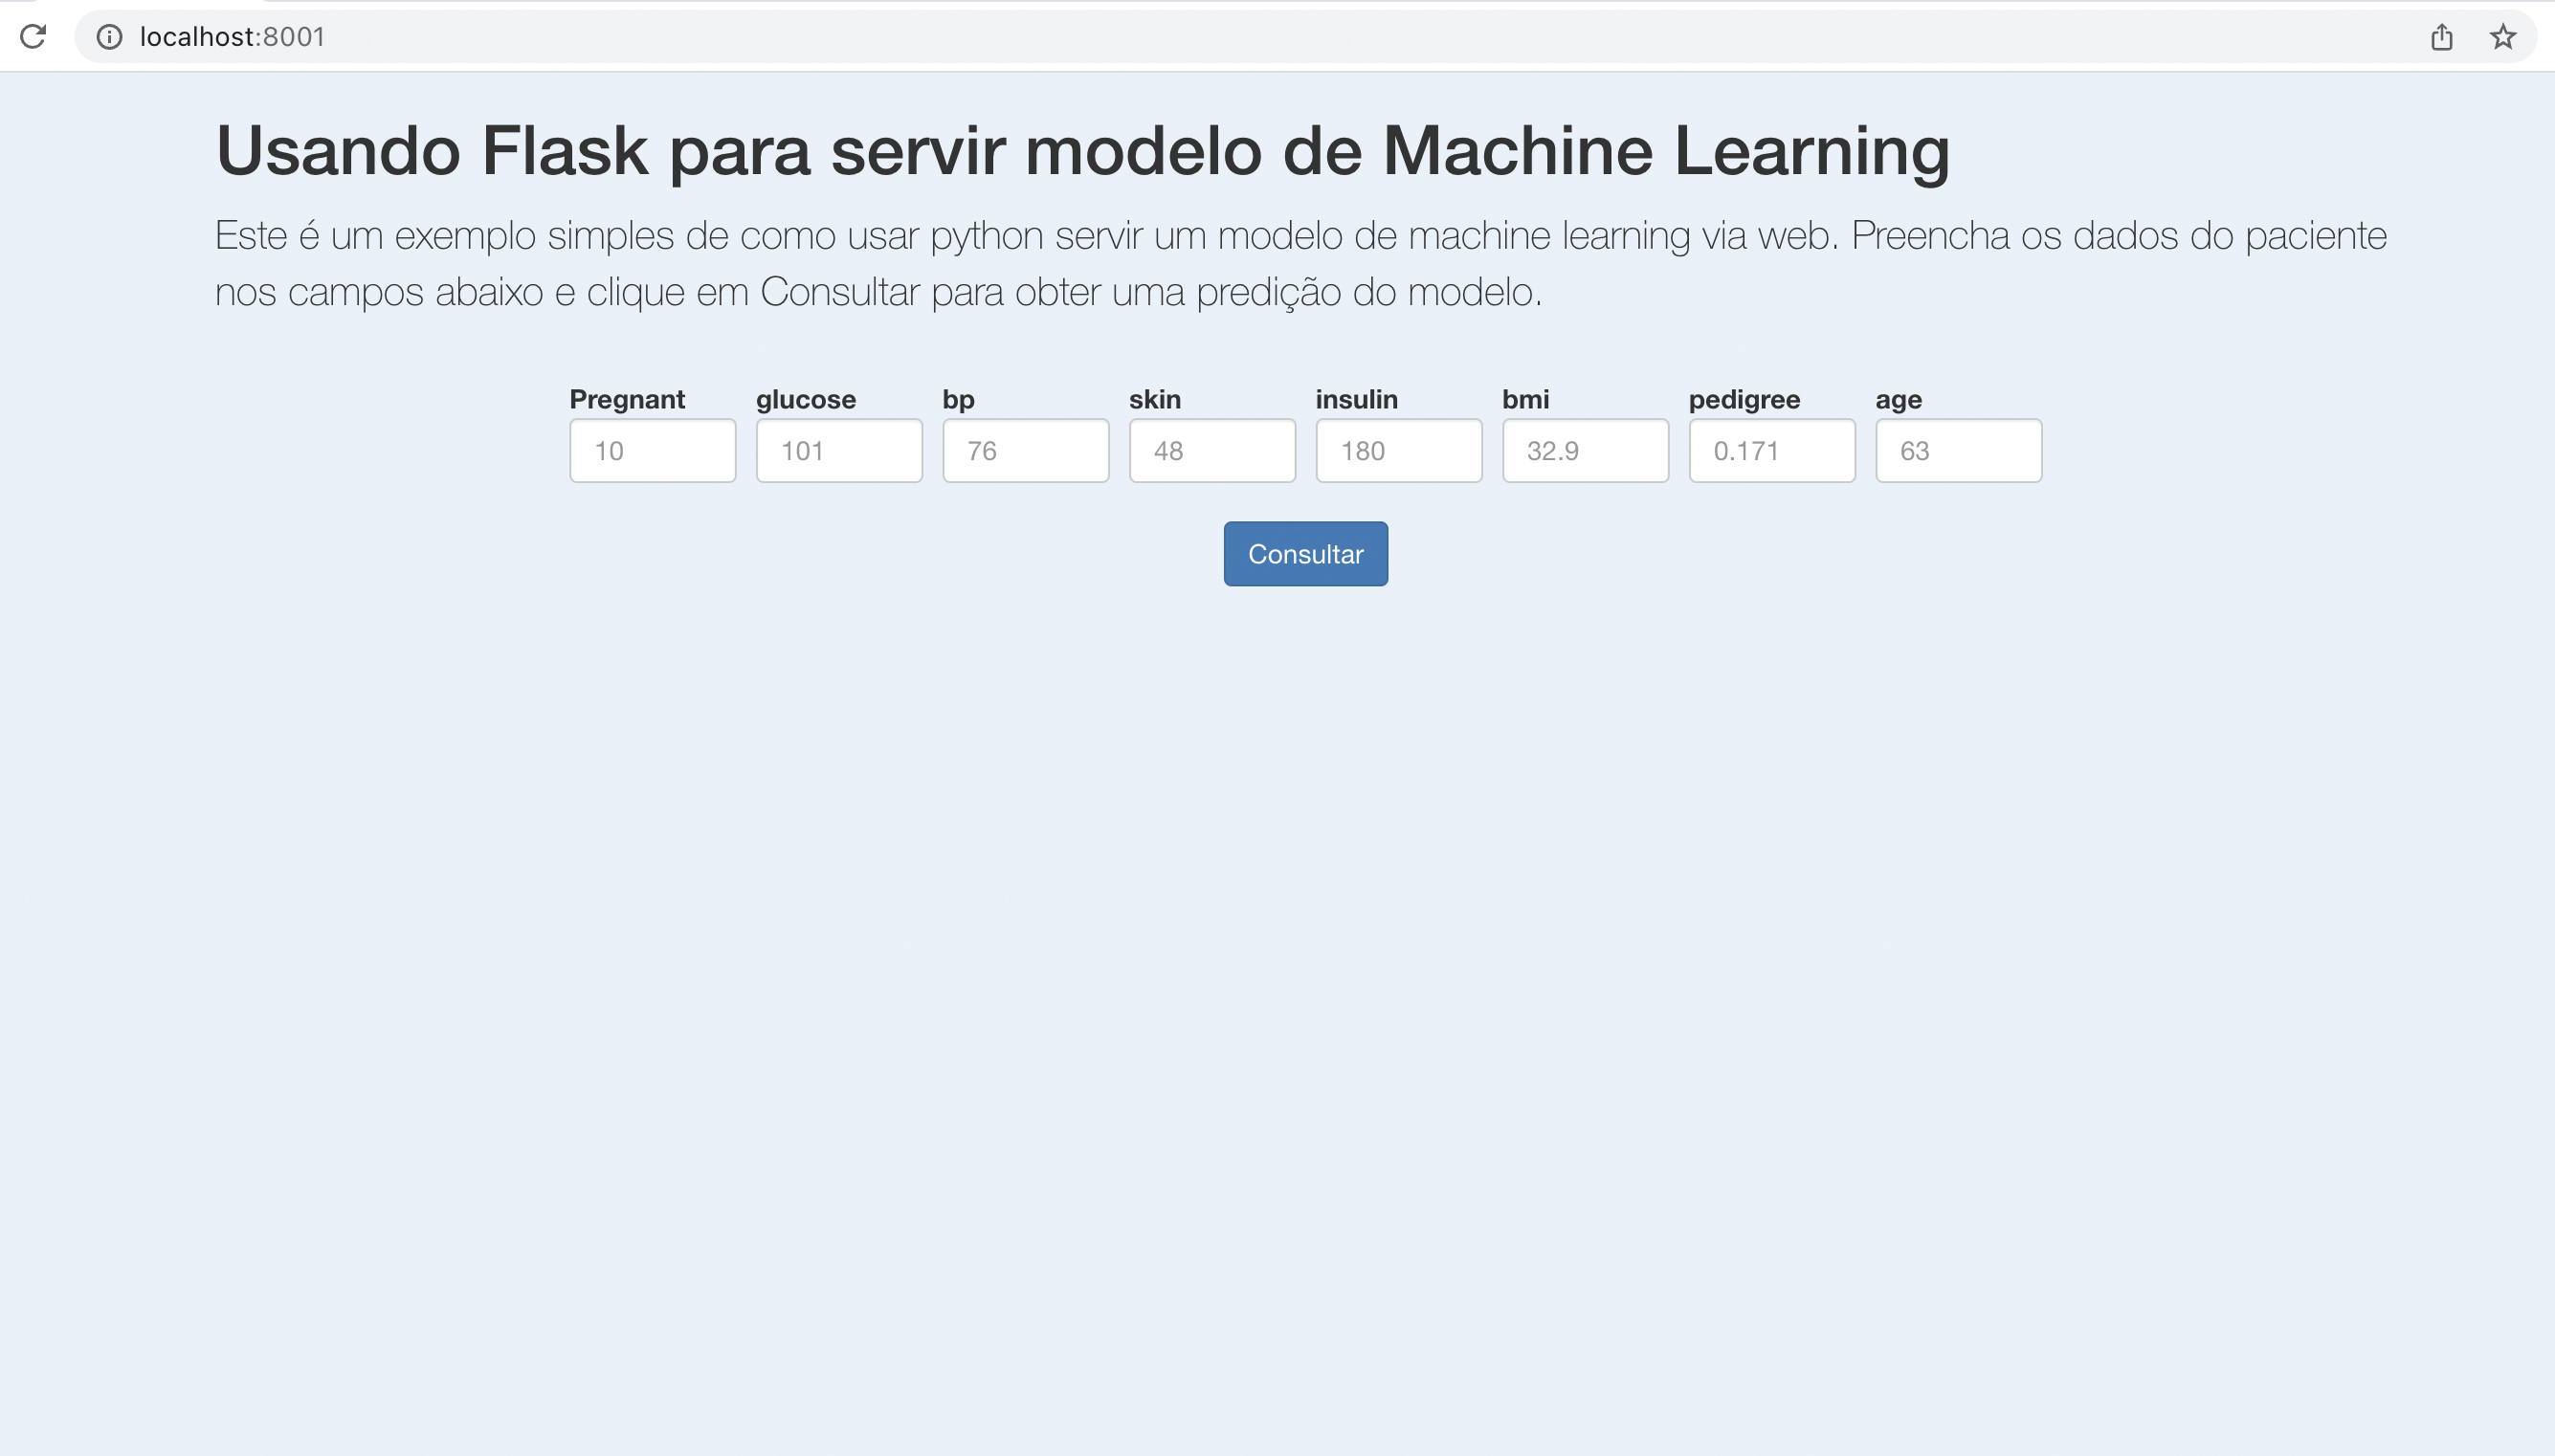 localhost:8001
Usando Flask para servir modelo de Machine Learning
Este é um exemplo simples de como usar python servir um modelo de machine learning via web. Preencha os dados do paciente
nos campos abaixo e clique em Consultar para obter uma predição do modelo.
Pregnant glucose bp skin insulin bmi pedigree age
10 101 76 48 180 32.9 0.171 63
Consultar